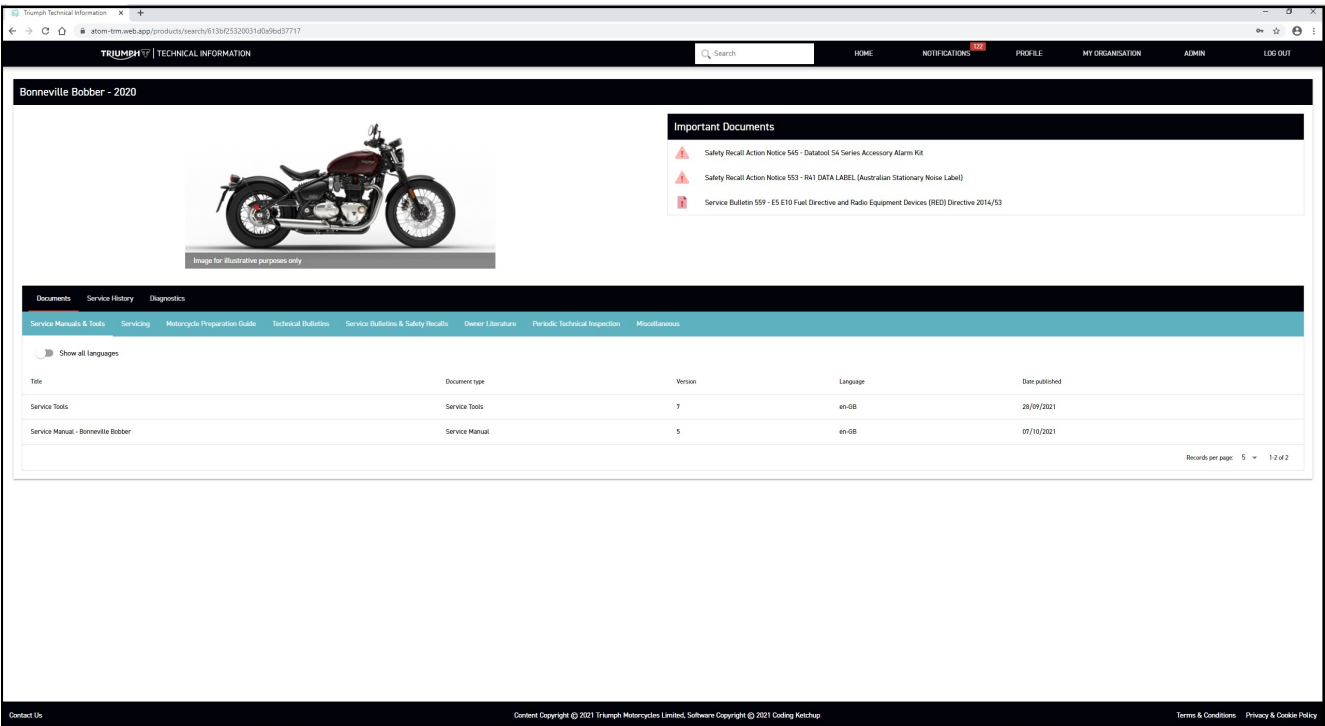 Triumph Technical Information
atom-trm.web.app/products/search/613bf25320031d0a9bd37717
TRIUMPH TECHNICAL INFORMATION
Search
HOME
NOTIFICATIONS 122
PROFILE
MY ORGANISATION
ADMIN
LOG OUT
Bonneville Bobber - 2020
Image for illustrative purposes only
Important Documents
Safety Recall Action Notice 545 - Datatool S4 Series Accessory Alarm Kit
Safety Recall Action Notice 553 - R41 DATA LABEL (Australian Stationary Noise Label)
Service Bulletin 559 - E5 E10 Fuel Directive and Radio Equipment Devices (RED) Directive 2014/53
Documents Service History Diagnostics
Service Manuals & Tools Servicing Motorcycle Preparation Guide Technical Bulletins Service Bulletins & Safety Recalls Owner Literature Periodic Technical Inspection Miscellaneous
Show all languages
Title Document type Version Language Date published
Service Tools Service Tools 7 en-GB 28/09/2021
Service Manual - Bonneville Bobber Service Manual 5 en-GB 07/10/2021
Records per page: 5 1-2 of 2
Contact Us
Content Copyright © 2021 Triumph Motorcycles Limited, Software Copyright © 2021 Coding Ketchup
Terms & Conditions Privacy & Cookie Policy